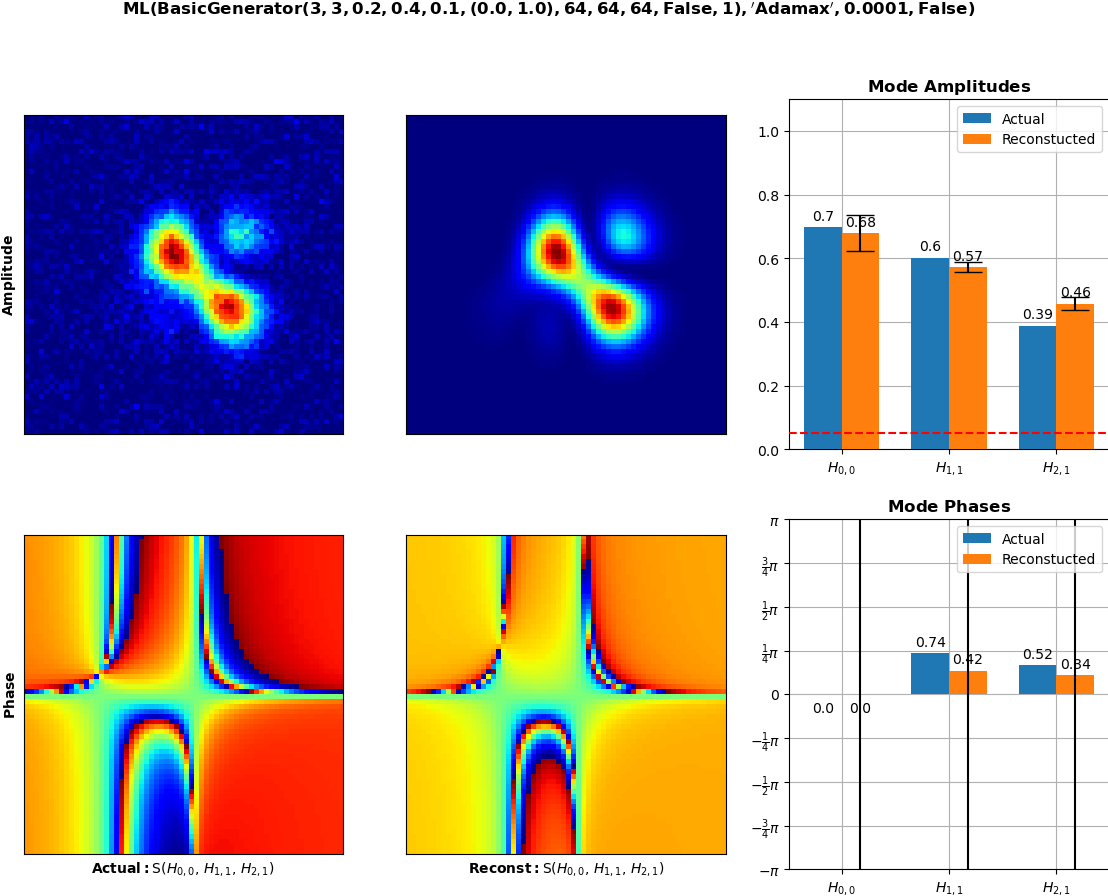 ML(BasicGenerator(3, 3, 0.2, 0.4, 0.1, (0.0, 1.0), 64, 64, 64, False, 1), ′Adamax′, 0.0001, False)
Amplitude
Mode Amplitudes
Actual
Reconstucted
1.0
0.8
0.6
0.4
0.2
0.0
0.7
0.68
0.6
0.57
0.39
0.46
H0,0
H1,1
H2,1
Phase
Actual: S(H0,0, H1,1, H2,1)
Reconst: S(H0,0, H1,1, H2,1)
Mode Phases
Actual
Reconstucted
π
3/4π
1/2π
1/4π
0
−1/4π
−1/2π
−3/4π
−π
0.0
0.0
0.74
0.42
0.52
0.34
H0,0
H1,1
H2,1